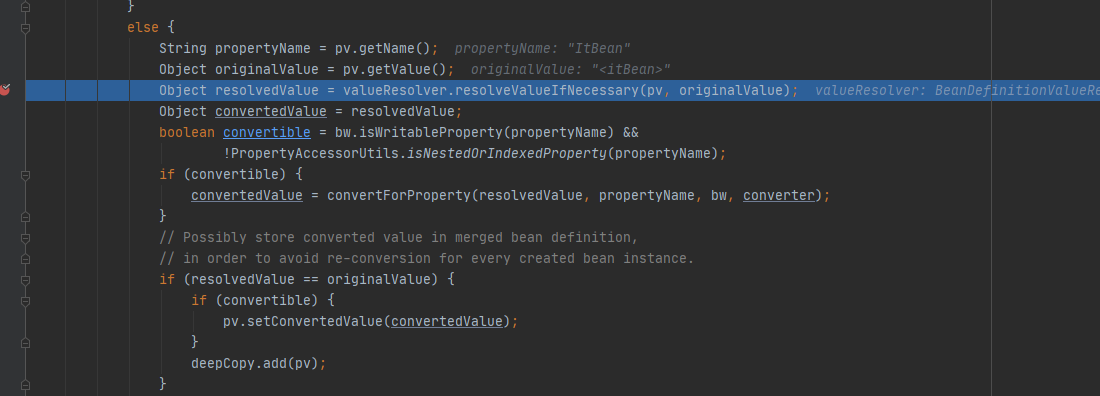 }
else {
String propertyName = pv.getName();  propertyName: "ItBean"
Object originalValue = pv.getValue();  originalValue: "<itBean>"
Object resolvedValue = valueResolver.resolveValueIfNecessary(pv, originalValue);  valueResolver: BeanDefinitionValueRe
Object convertedValue = resolvedValue;
boolean convertible = bw.isWritableProperty(propertyName) &&
!PropertyAccessorUtils.isNestedOrIndexedProperty(propertyName);
if (convertible) {
convertedValue = convertForProperty(resolvedValue, propertyName, bw, converter);
}
// Possibly store converted value in merged bean definition,
// in order to avoid re-conversion for every created bean instance.
if (resolvedValue == originalValue) {
if (convertible) {
pv.setConvertedValue(convertedValue);
}
deepCopy.add(pv);
}